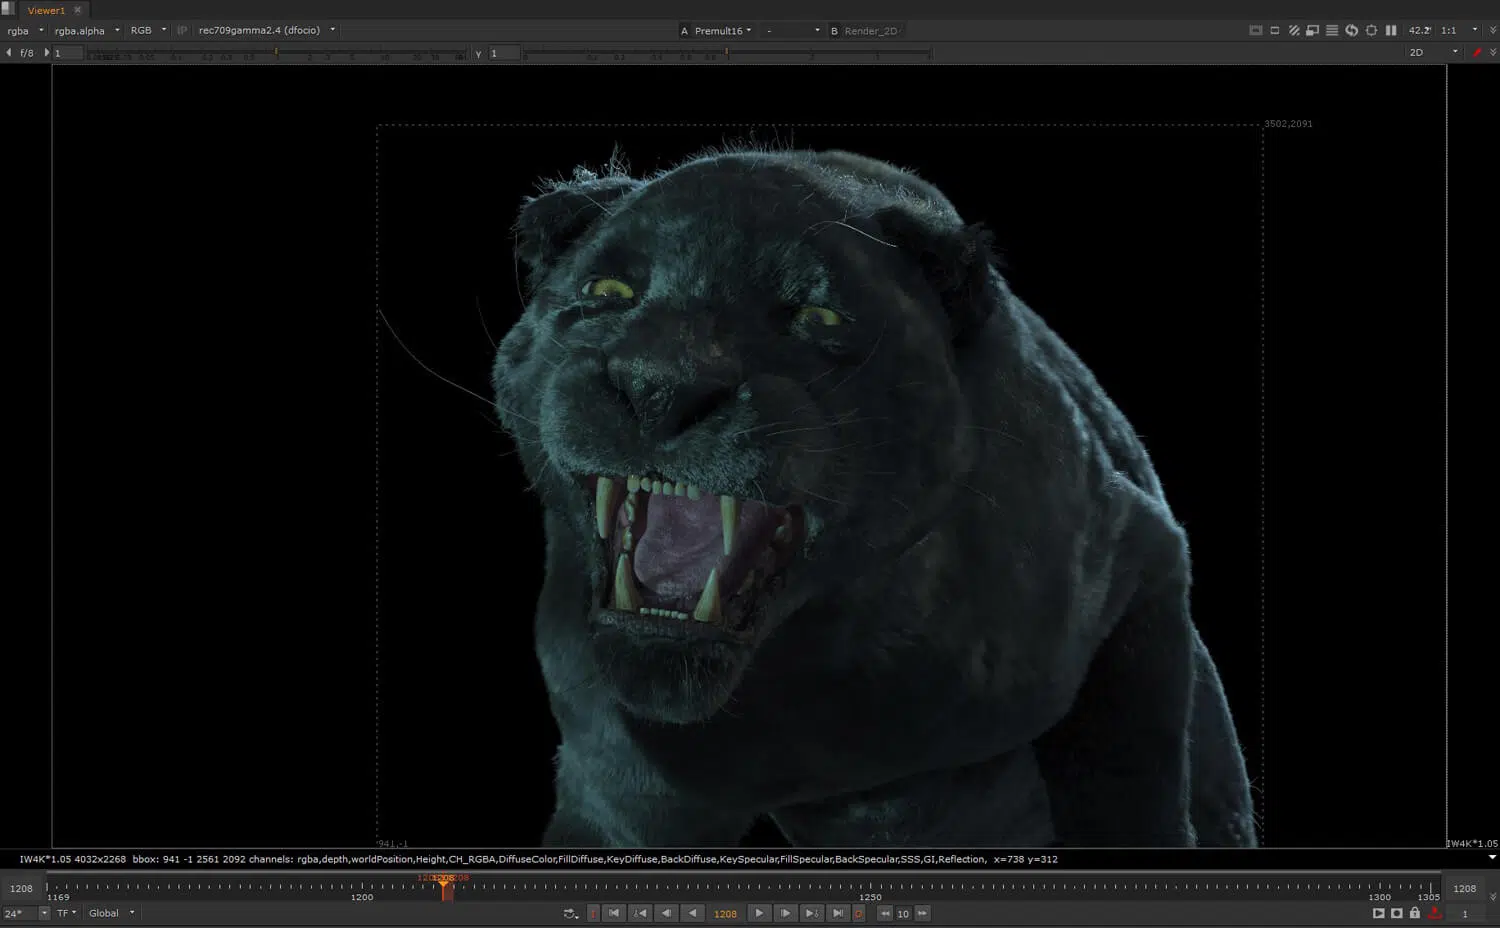 Viewer1
rgba rgba.alpha RGB IP rec709gamma2.4 (dfocio) A Premult16 - B Render_2D 42.2 1:1
f/8 1 Y 1 2D
3502,2091
941,-1
IW4K*1.05
IW4K*1.05 4032x2268 bbox: 941 -1 2561 2092 channels: rgba,depth,worldPosition,Height,CH_RGBA,DiffuseColor,FillDiffuse,KeyDiffuse,BackDiffuse,KeySpecular,FillSpecular,BackSpecular,SSS,GI,Reflection, x=738 y=312
1208 1208 1208
1169 1200 1250 1300 1305
24* TF Global 1208 10 1